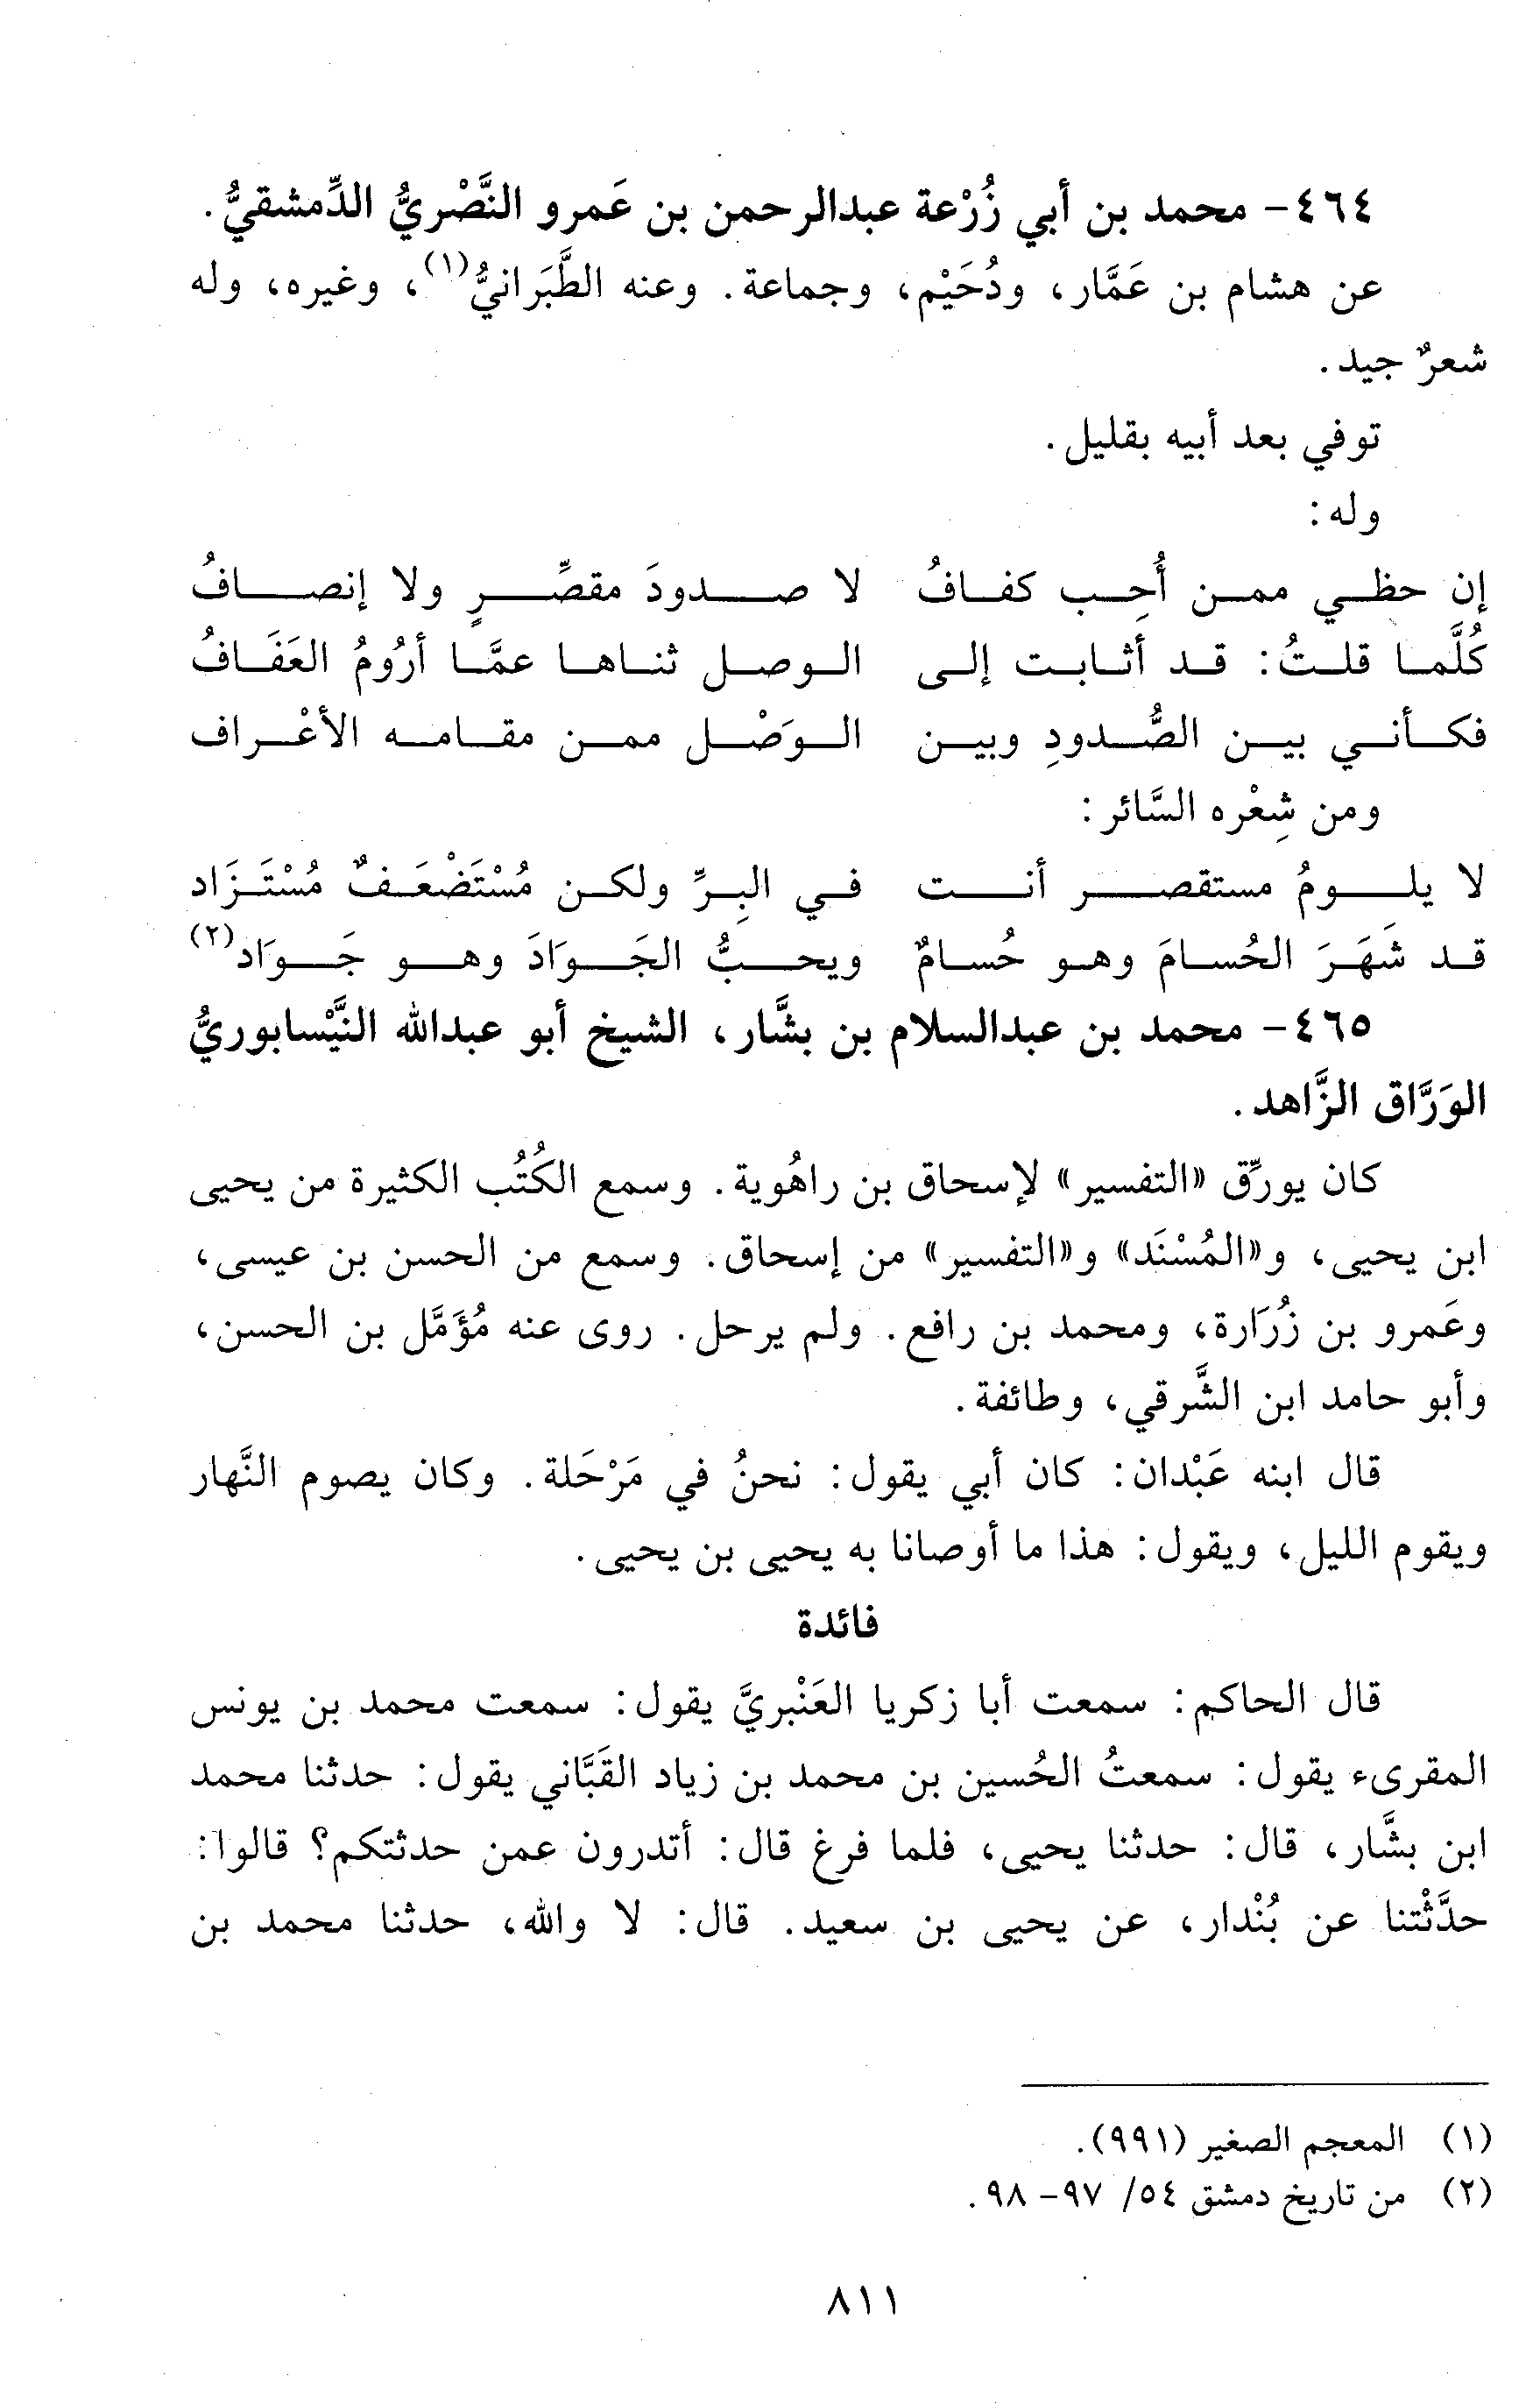 ٤٦٤- محمد بن أبي زُرْعة عبدالرحمن بن عَمرو النَّصْريُّ الدِّمشقيُّ.
عن هشام بن عَمَّار، ودُحَيْم، وجماعة. وعنه الطَّبَرانيُّ(١)، وغيره، وله
شعرٌ جيد.
توفي بعد أبيه بقليل.
وله:
إن حظي ممن أُحِب كفافُ لا صدودَ مقصِّرٍ ولا إنصافُ
كُلَّما قلتُ: قد أثابت إلى الوصل ثناها عمَّا أرُومُ العَفَافُ
فكأني بين الصُّدودِ وبين الوَصْل ممن مقامه الأعْراف
ومن شِعْره السَّائر:
لا يلومُ مستقصر أنت في البِرِّ ولكن مُسْتَضْعَفٌ مُسْتَزَاد
قد شَهَرَ الحُسامَ وهو حُسامٌ ويحبُّ الجَوَادَ وهو جَوَاد(٢)
٤٦٥- محمد بن عبدالسلام بن بشَّار، الشيخ أبو عبدالله النَّيْسابوريُّ
الوَرَّاق الزَّاهد.
كان يورِّق «التفسير» لإسحاق بن راهُوية. وسمع الكُتُب الكثيرة من يحيى
ابن يحيى، و«المُسْنَد» و«التفسير» من إسحاق. وسمع من الحسن بن عيسى،
وعَمرو بن زُرَارة، ومحمد بن رافع. ولم يرحل. روى عنه مُؤَمَّل بن الحسن،
وأبو حامد ابن الشَّرقي، وطائفة.
قال ابنه عَبْدان: كان أبي يقول: نحنُ في مَرْحَلة. وكان يصوم النَّهار
ويقوم الليل، ويقول: هذا ما أوصانا به يحيى بن يحيى.
فائدة
قال الحاكم: سمعت أبا زكريا العَنْبريَّ يقول: سمعت محمد بن يونس
المقرىء يقول: سمعتُ الحُسين بن محمد بن زياد القَبَّاني يقول: حدثنا محمد
ابن بشَّار، قال: حدثنا يحيى، فلما فرغ قال: أتدرون عمن حدثتكم؟ قالوا:
حدَّثْتنا عن بُنْدار، عن يحيى بن سعيد. قال: لا والله، حدثنا محمد بن
(١) المعجم الصغير (٩٩١).
(٢) من تاريخ دمشق ٥٤/ ٩٧- ٩٨.
٨١١